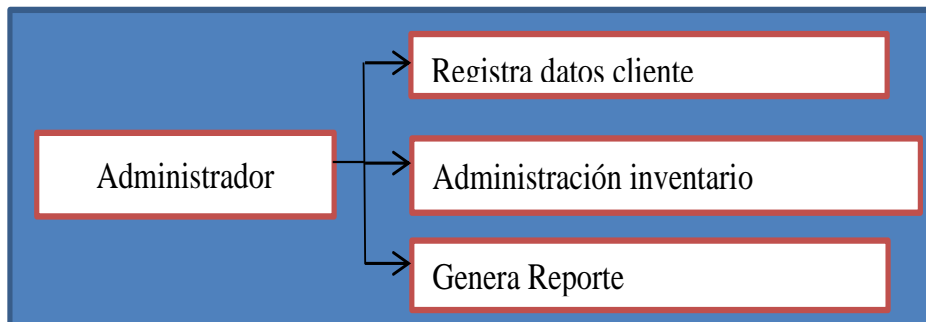 Registra datos cliente
Administrador
Administración inventario
Genera Reporte